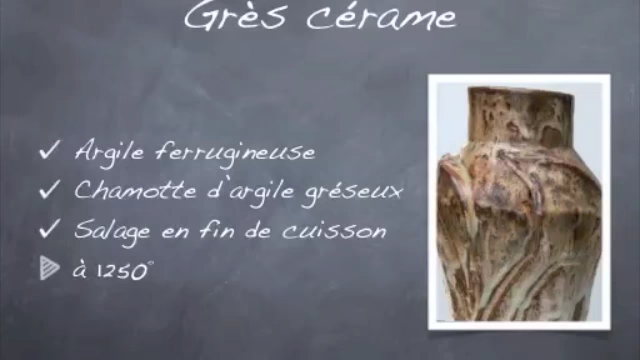 Grès cérame
Argile ferrugineuse
Chamotte d'argile gréseux
Salage en fin de cuisson
à 1250°